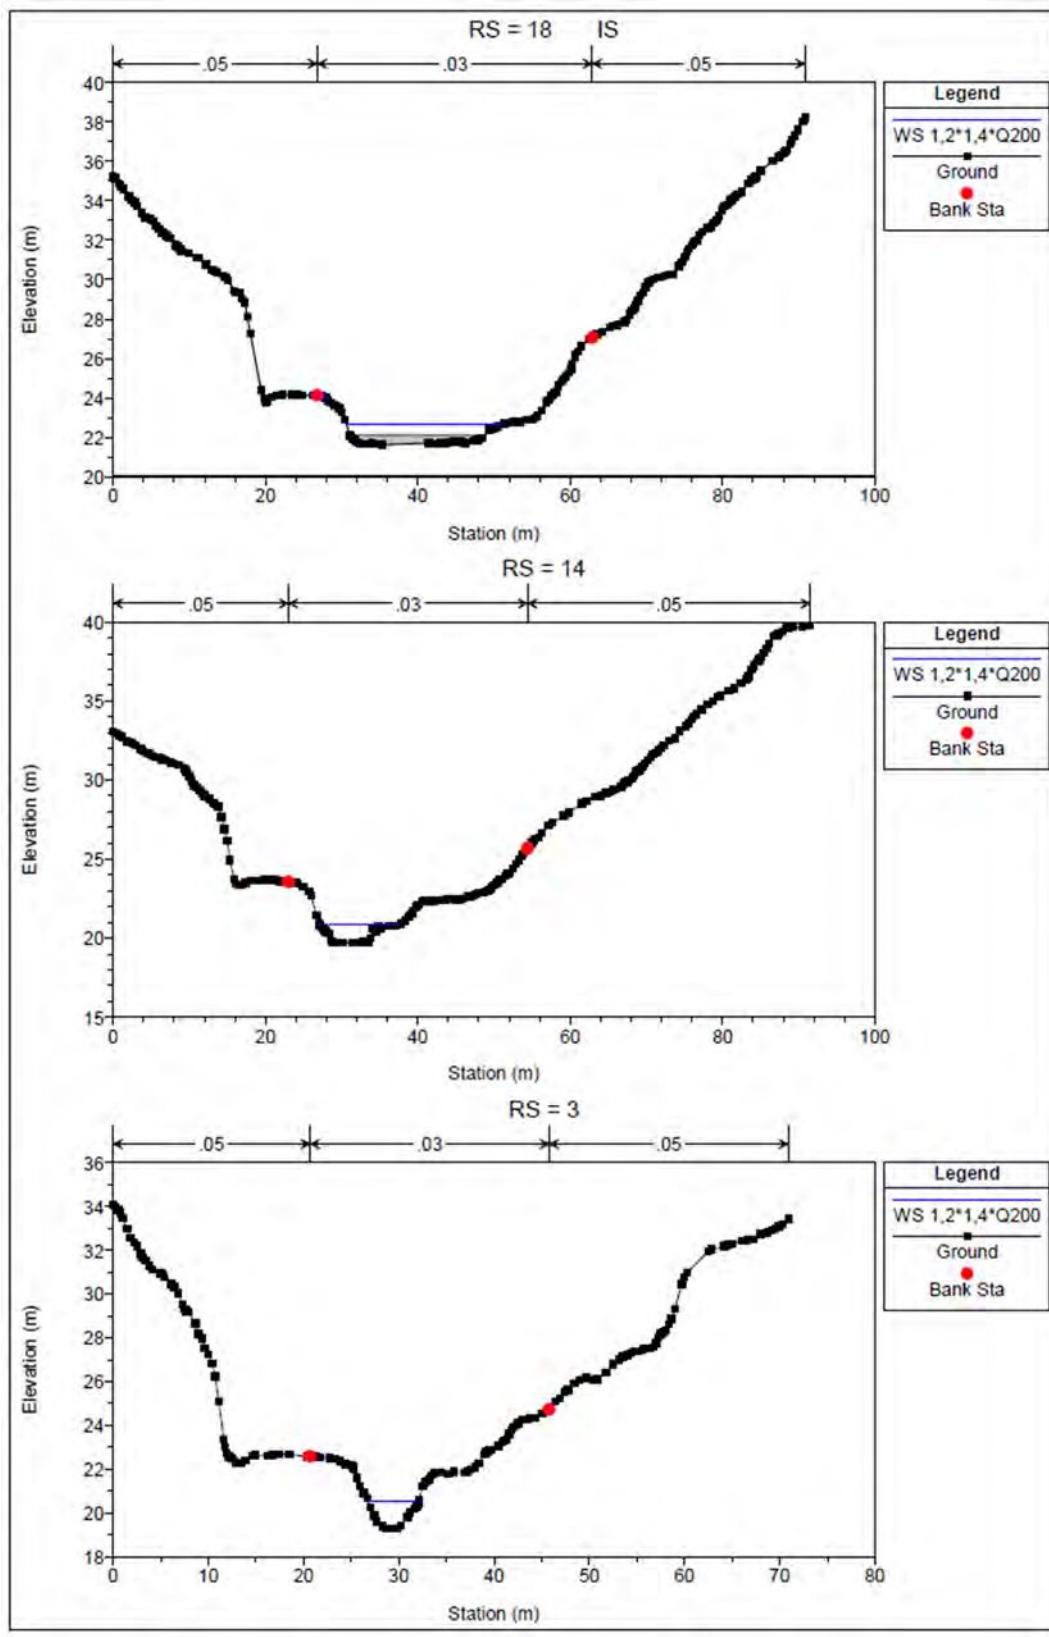 RS = 18 IS
.05 .03 .05
40
38
36
34
32
30
28
26
24
22
20
Elevation (m)
0 20 40 60 80 100
Station (m)
Legend
WS 1,2*1,4*Q200
Ground
Bank Sta
RS = 14
.05 .03 .05
40
35
30
25
20
15
Elevation (m)
0 20 40 60 80 100
Station (m)
Legend
WS 1,2*1,4*Q200
Ground
Bank Sta
RS = 3
.05 .03 .05
36
34
32
30
28
26
24
22
20
18
Elevation (m)
0 10 20 30 40 50 60 70 80
Station (m)
Legend
WS 1,2*1,4*Q200
Ground
Bank Sta